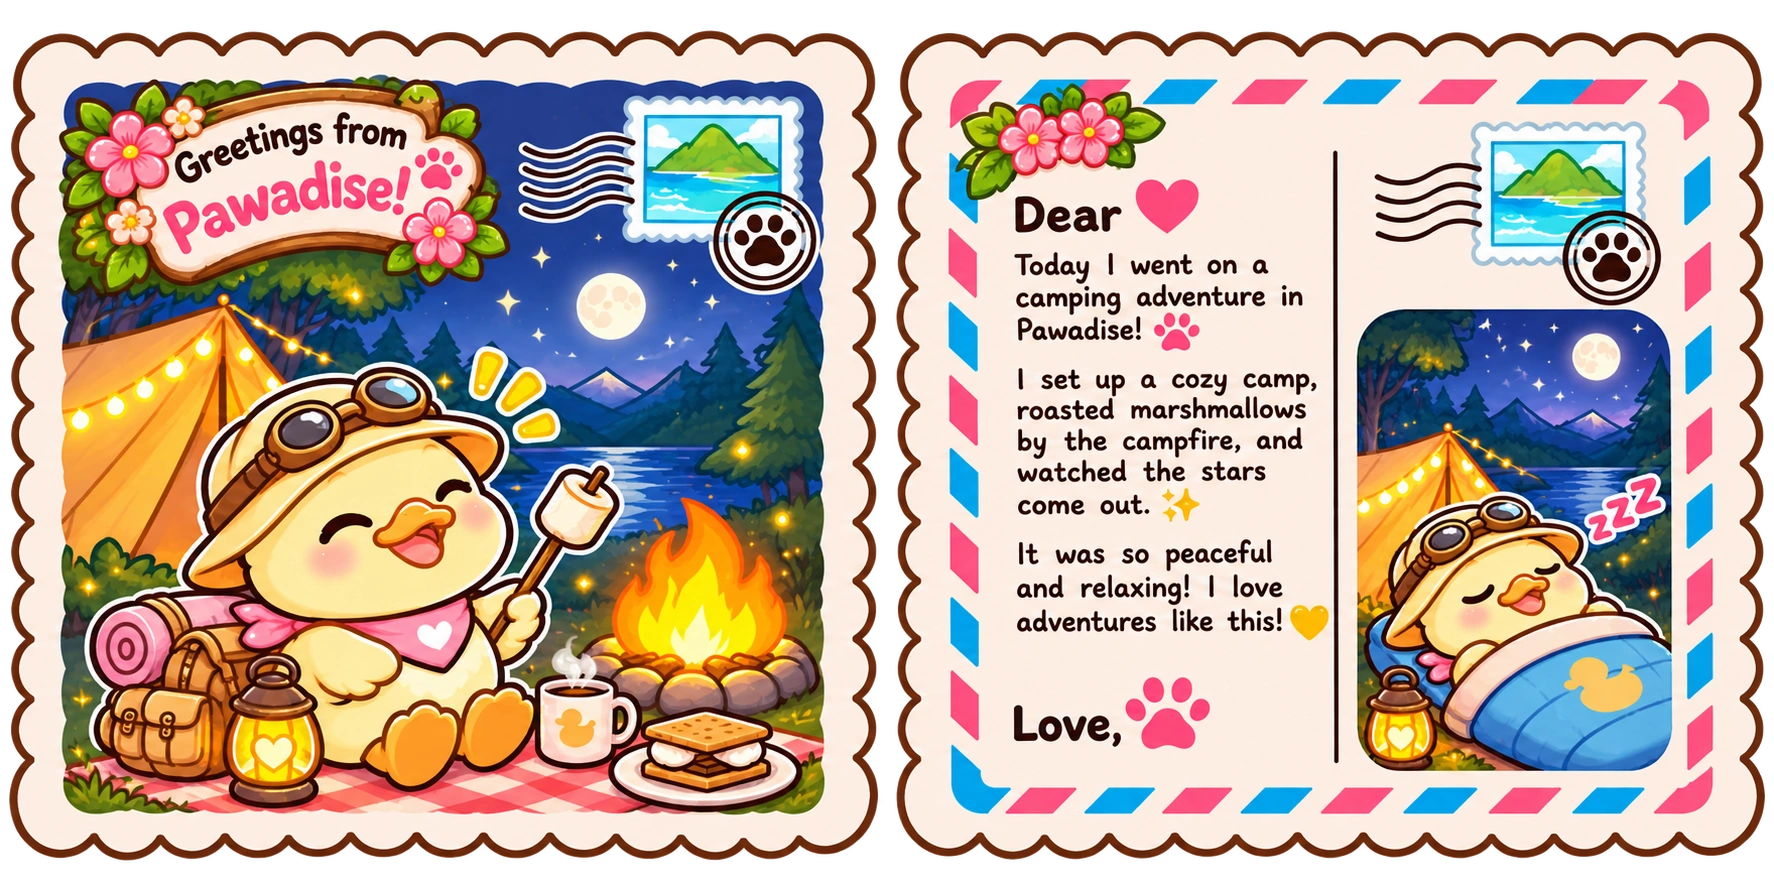 Greetings from
Pawadise!
Dear
Today I went on a
camping adventure in
Pawadise!
I set up a cozy camp,
roasted marshmallows
by the campfire, and
watched the stars
come out.
It was so peaceful
and relaxing! I love
adventures like this!
Love,
zzz